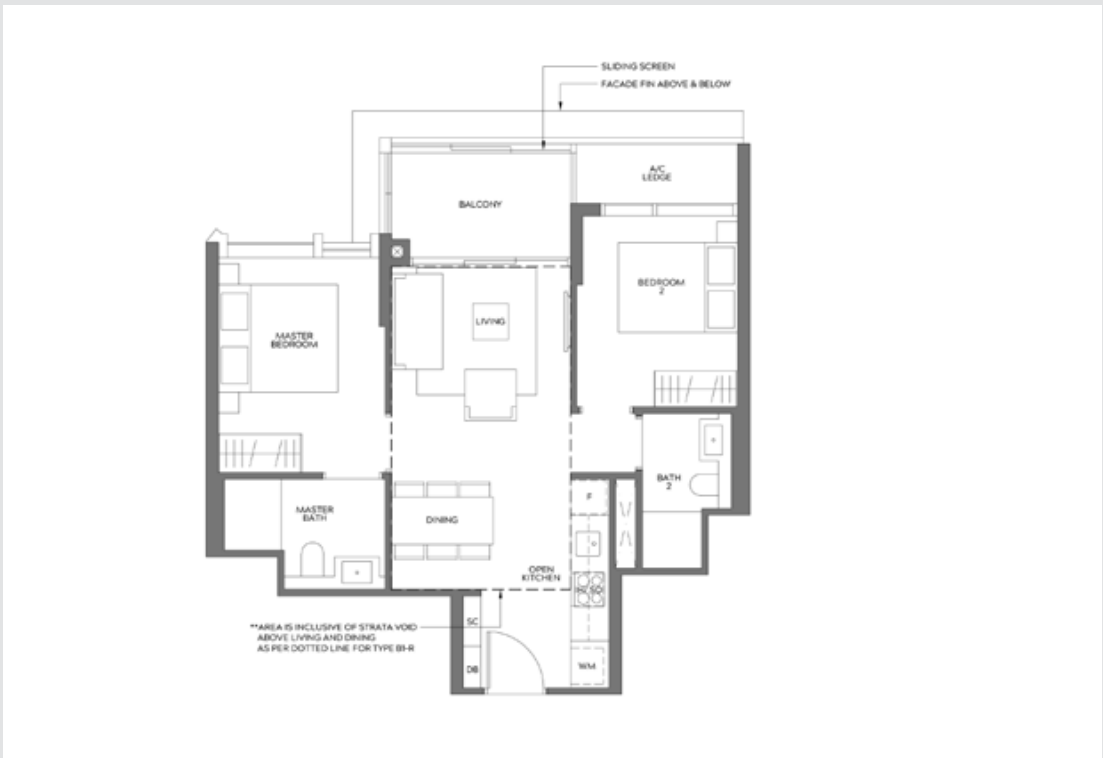 SLIDING SCREEN
FACADE FIN ABOVE & BELOW
A/C
LEDGE
BALCONY
BEDROOM
2
LIVING
MASTER
BEDROOM
BATH
2
F
MASTER
BATH
DINING
OPEN
KITCHEN
SC
**AREA IS INCLUSIVE OF STRATA VOID
ABOVE LIVING AND DINING
AS PER DOTTED LINE FOR TYPE B1-R
DB
WM